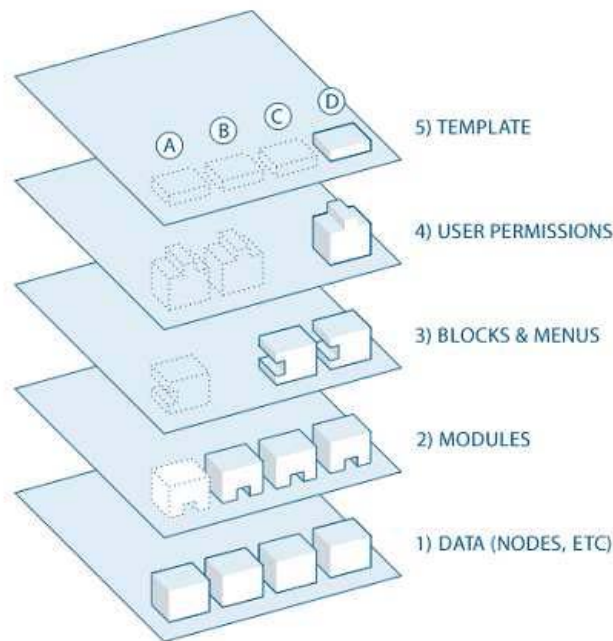 A
B
C
D
5) TEMPLATE
4) USER PERMISSIONS
3) BLOCKS & MENUS
2) MODULES
1) DATA (NODES, ETC)